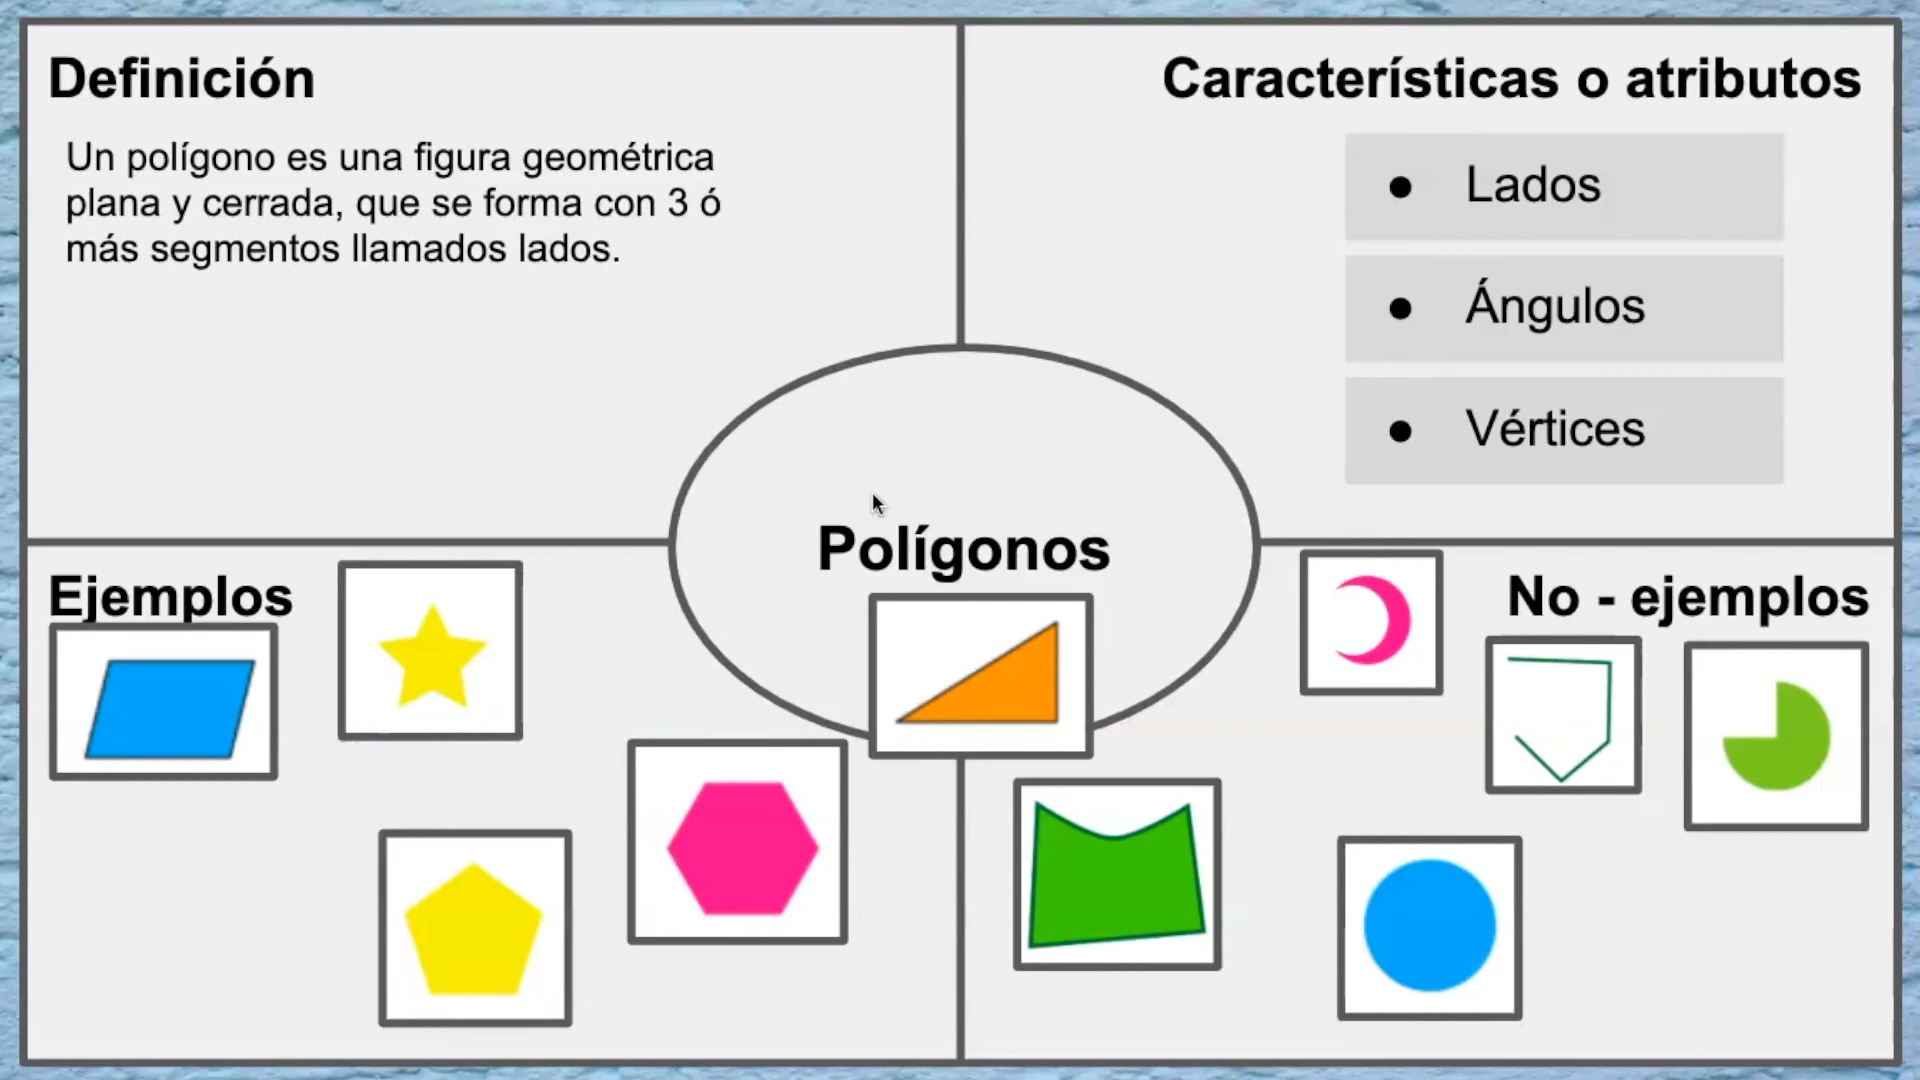 Definición
Un polígono es una figura geométrica
plana y cerrada, que se forma con 3 ó
más segmentos llamados lados.
Características o atributos
● Lados
● Ángulos
● Vértices
Polígonos
Ejemplos
No - ejemplos